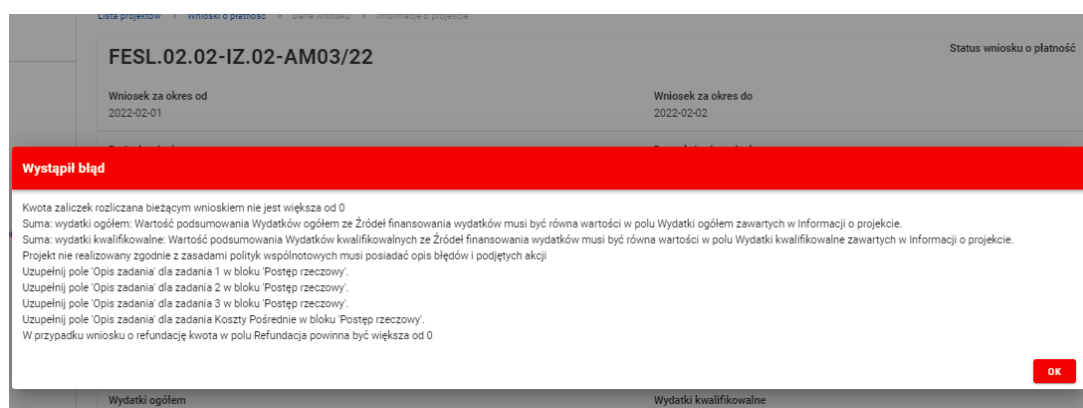 Lista projektów > Wnioski o płatność > Dane wniosku > Informacje o projekcie
FESL.02.02-IZ.02-AM03/22
Status wniosku o płatność
Wniosek za okres od
Wniosek za okres do
2022-02-01
2022-02-02
Wystąpił błąd
Kwota zaliczek rozliczana bieżącym wnioskiem nie jest większa od 0
Suma: wydatki ogółem: Wartość podsumowania Wydatków ogółem ze Źródeł finansowania wydatków musi być równa wartości w polu Wydatki ogółem zawartych w Informacji o projekcie.
Suma: wydatki kwalifikowalne: Wartość podsumowania Wydatków kwalifikowalnych ze Źródeł finansowania wydatków musi być równa wartości w polu Wydatki kwalifikowalne zawartych w Informacji o projekcie.
Projekt nie realizowany zgodnie z zasadami polityk wspólnotowych musi posiadać opis błędów i podjętych akcji
Uzupełnij pole 'Opis zadania' dla zadania 1 w bloku 'Postęp rzeczowy'.
Uzupełnij pole 'Opis zadania' dla zadania 2 w bloku 'Postęp rzeczowy'.
Uzupełnij pole 'Opis zadania' dla zadania 3 w bloku 'Postęp rzeczowy'.
Uzupełnij pole 'Opis zadania' dla zadania Koszty Pośrednie w bloku 'Postęp rzeczowy'.
W przypadku wniosku o refundację kwota w polu Refundacja powinna być większa od 0
OK
Wydatki ogółem
Wydatki kwalifikowalne